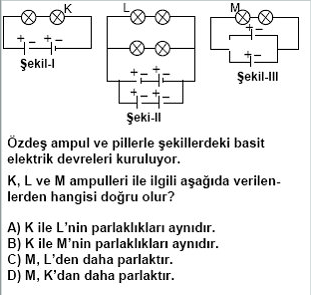 K L M
+ - + -
+ -
+ -
Şekil-I
+ - + -
+ - + -
Şeki-II
Şekil-III
Özdeş ampul ve pillerle şekillerdeki basit
elektrik devreleri kuruluyor.
K, L ve M ampulleri ile ilgili aşağıda verilen-
lerden hangisi doğru olur?
A) K ile L'nin parlaklıkları aynıdır.
B) K ile M'nin parlaklıkları aynıdır.
C) M, L'den daha parlaktır.
D) M, K'dan daha parlaktır.